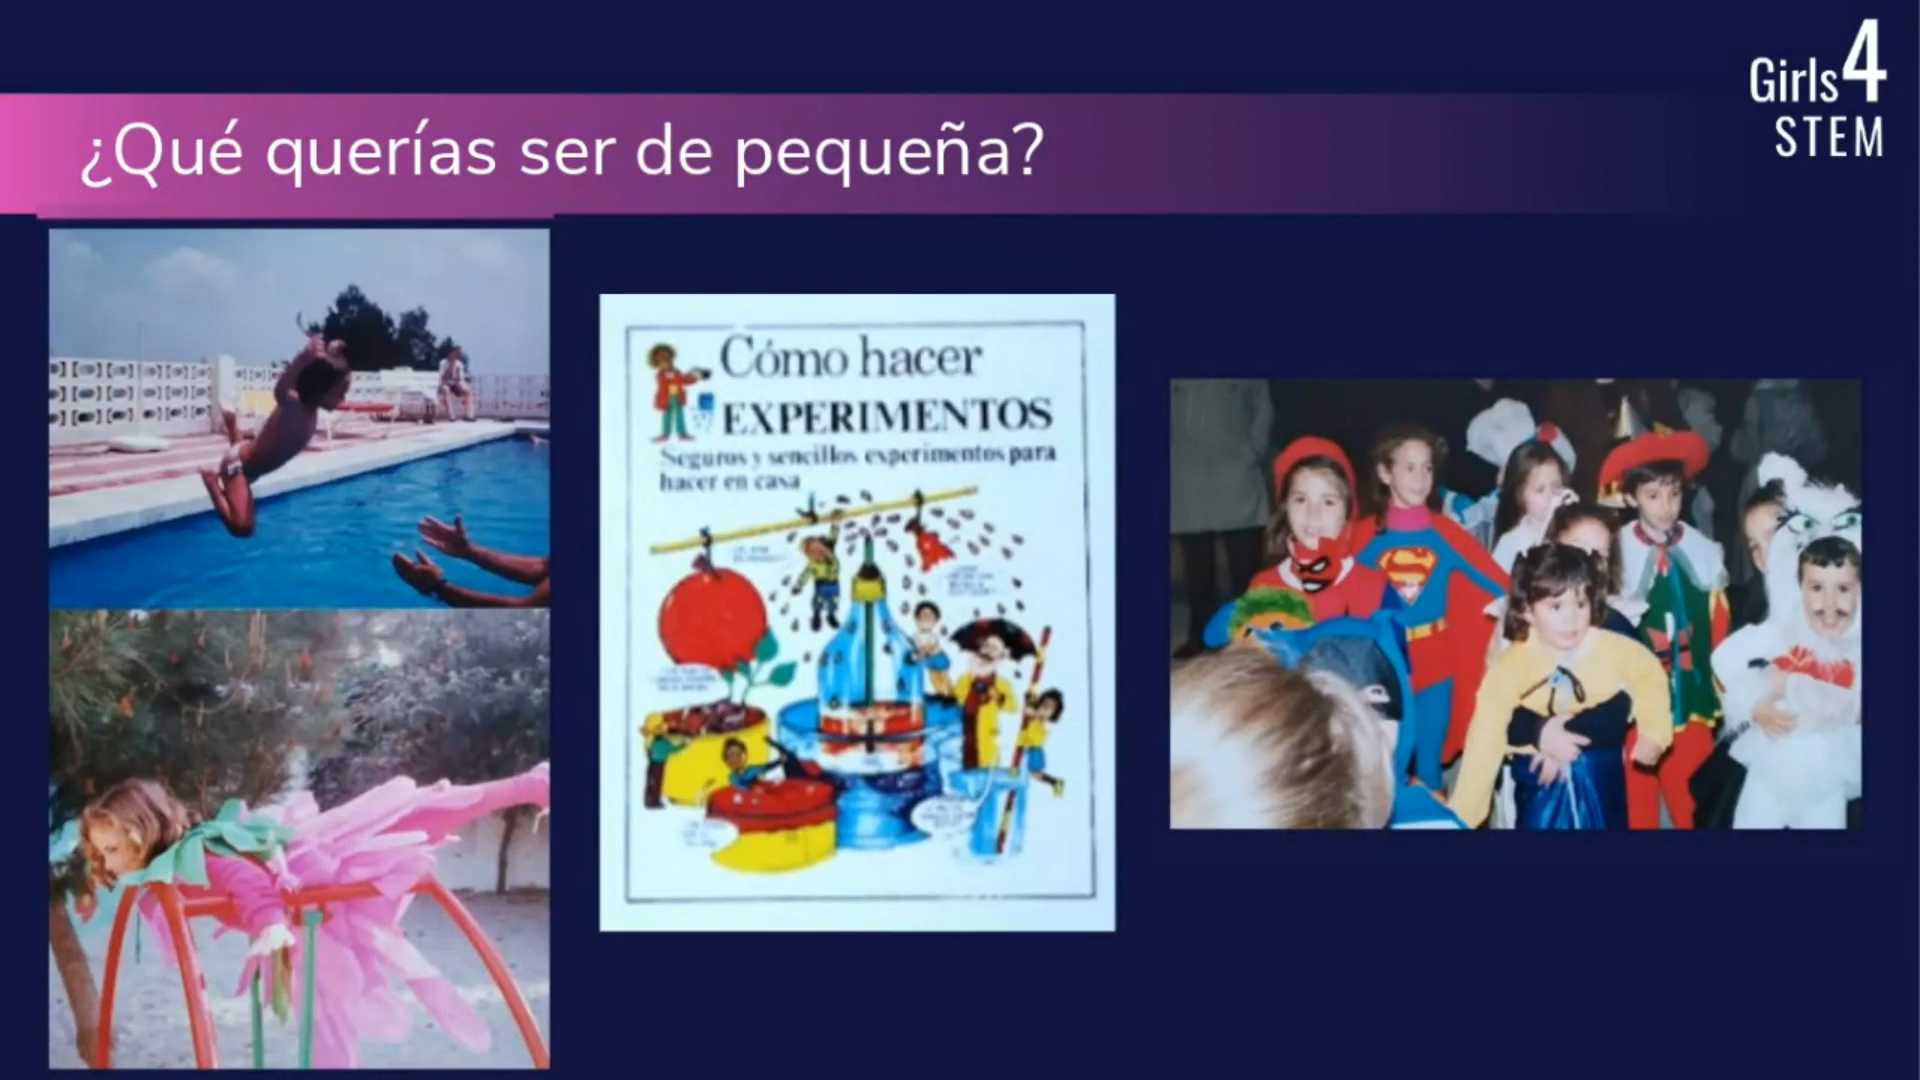 Girls4
STEM
¿Qué querías ser de pequeña?
Cómo hacer
EXPERIMENTOS
Seguros y sencillos experimentos para
hacer en casa